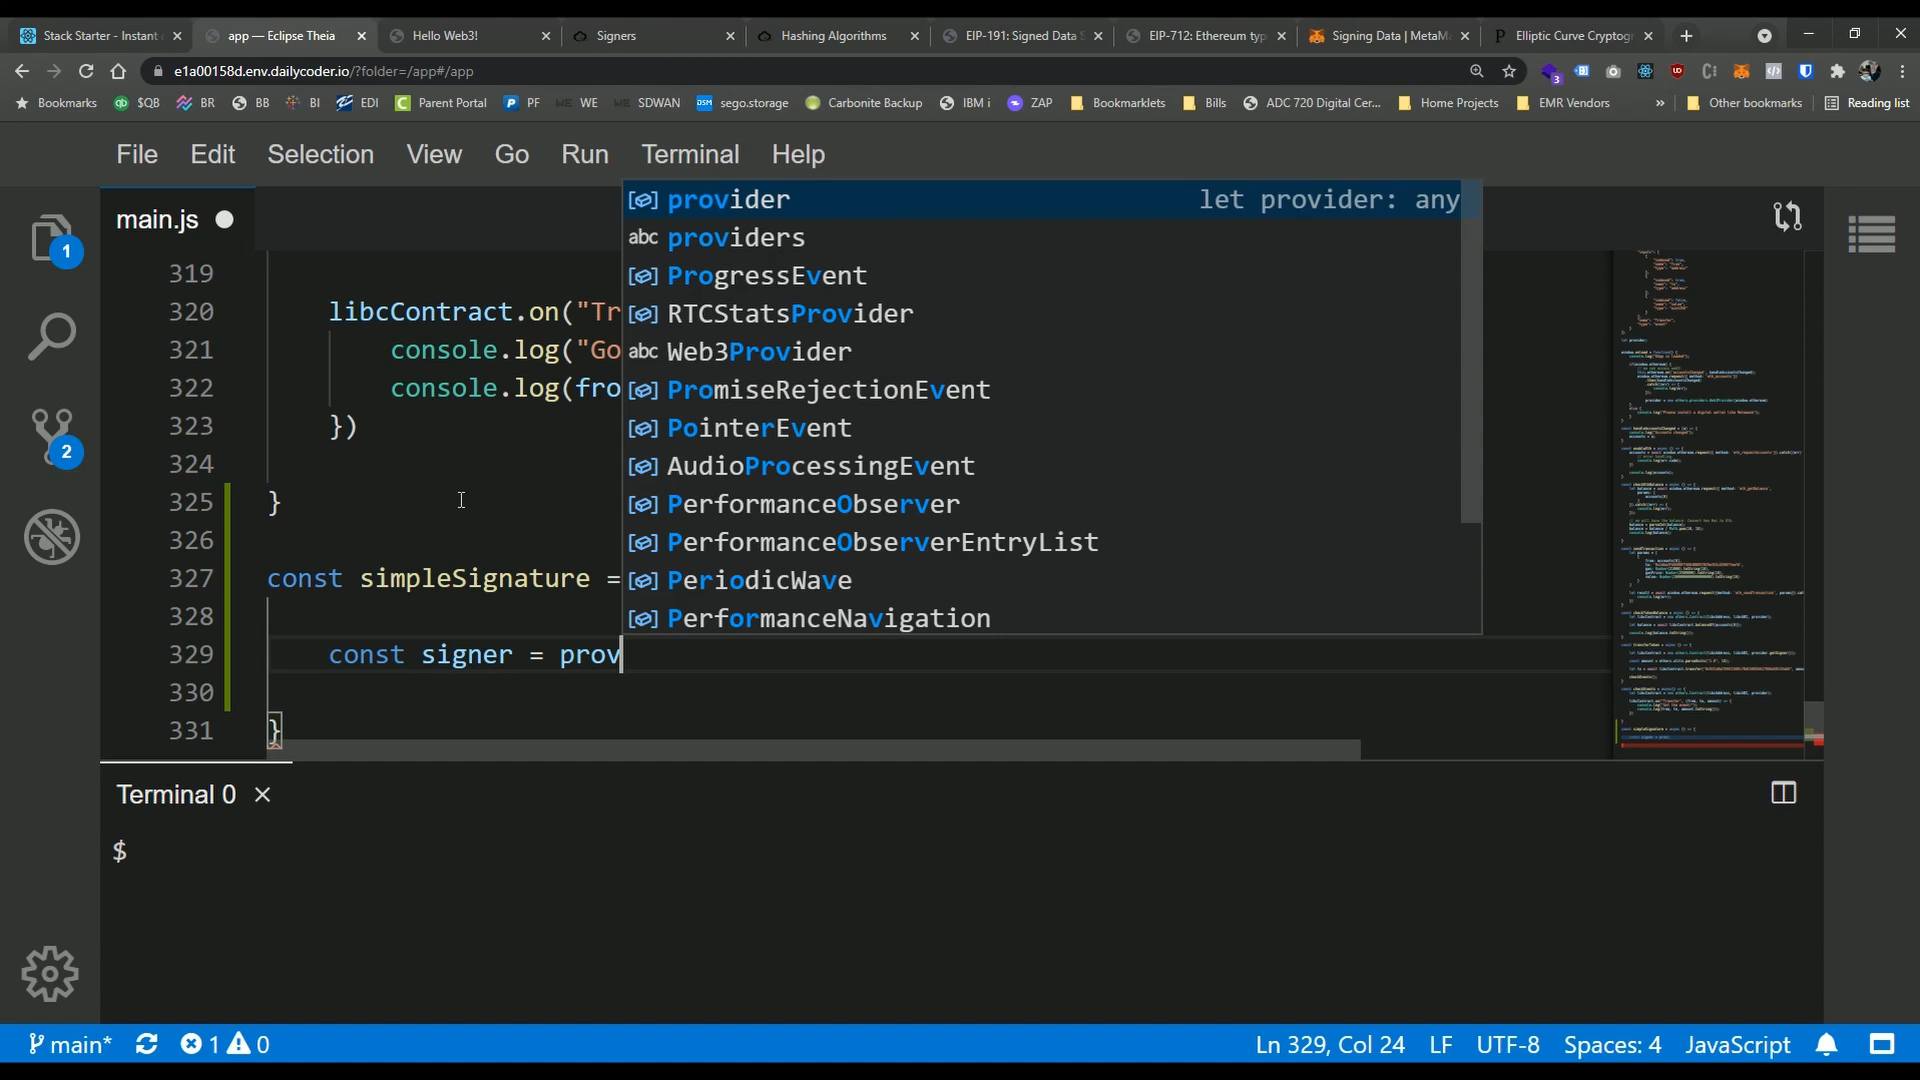 Stack Starter - Instant
app — Eclipse Theia
Hello Web3!
Signers
Hashing Algorithms
EIP-191: Signed Data S
EIP-712: Ethereum typ
Signing Data | MetaM
Elliptic Curve Cryptog
e1a00158d.env.dailycoder.io/?folder=/app#/app
3
Bookmarks
$QB
BR
BB
BI
EDI
Parent Portal
PF
WE
SDWAN
sego.storage
Carbonite Backup
IBM i
ZAP
Bookmarklets
Bills
ADC 720 Digital Cer...
Home Projects
EMR Vendors
»
Other bookmarks
Reading list
File Edit Selection View Go Run Terminal Help
main.js
1
2
provider let provider: any
abc providers
ProgressEvent
RTCStatsProvider
abc Web3Provider
PromiseRejectionEvent
PointerEvent
AudioProcessingEvent
PerformanceObserver
PerformanceObserverEntryList
PeriodicWave
PerformanceNavigation
319
320 libcContract.on("Tr
321 console.log("Go
322 console.log(fro
323 })
324
325 }
326
327 const simpleSignature =
328
329 const signer = prov
330
331 }
Terminal 0
$
main* 1 0
Ln 329, Col 24 LF UTF-8 Spaces: 4 JavaScript